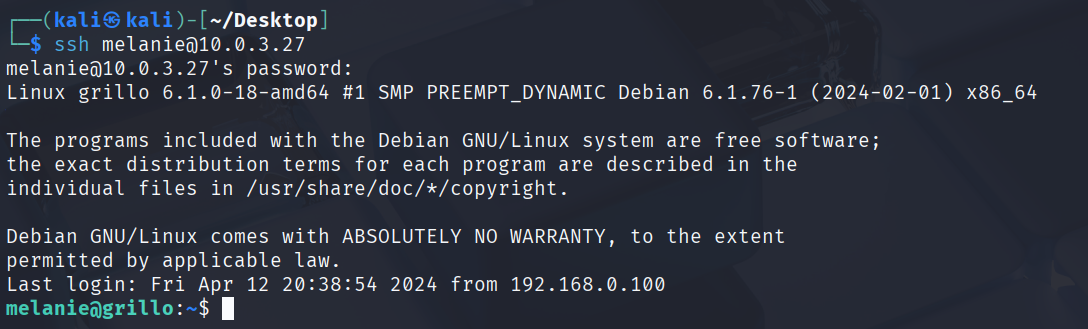 ┌──(kali㉿kali)-[~/Desktop]
└─$ ssh melanie@10.0.3.27
melanie@10.0.3.27's password:
Linux grillo 6.1.0-18-amd64 #1 SMP PREEMPT_DYNAMIC Debian 6.1.76-1 (2024-02-01) x86_64
The programs included with the Debian GNU/Linux system are free software;
the exact distribution terms for each program are described in the
individual files in /usr/share/doc/*/copyright.
Debian GNU/Linux comes with ABSOLUTELY NO WARRANTY, to the extent
permitted by applicable law.
Last login: Fri Apr 12 20:38:54 2024 from 192.168.0.100
melanie@grillo:~$